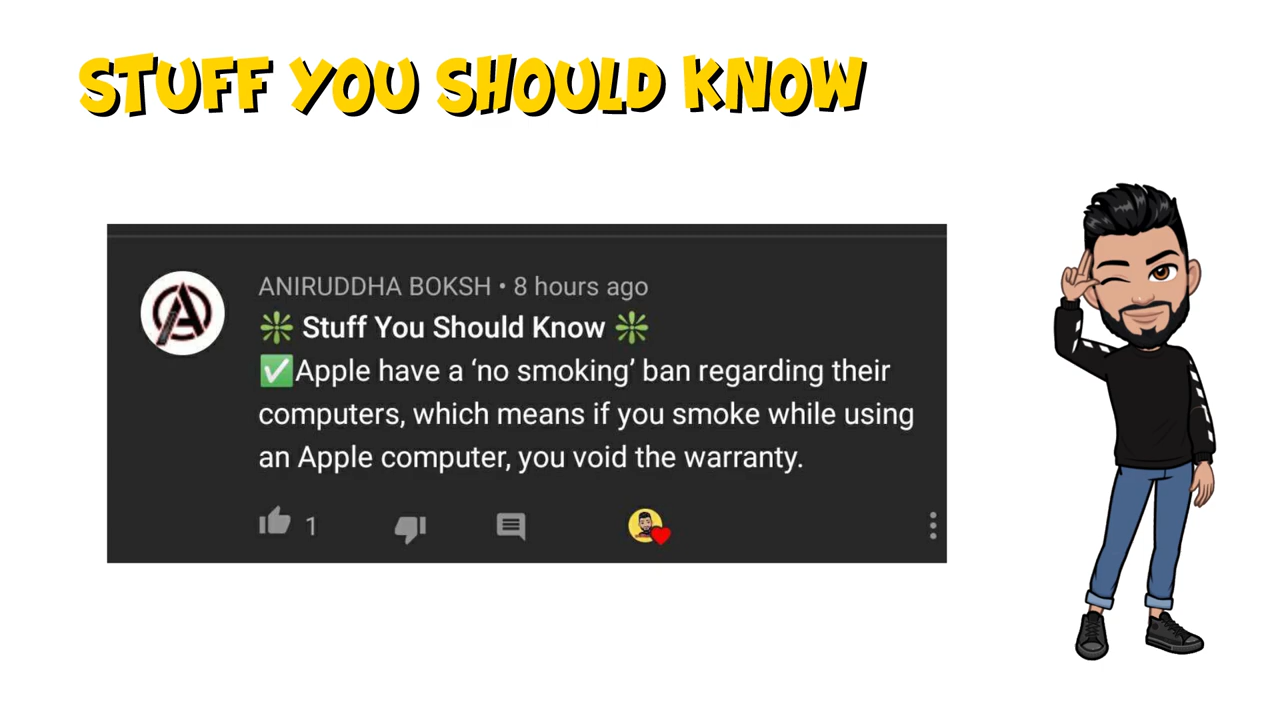 STUFF YOU SHOULD KNOW
ANIRUDDHA BOKSH • 8 hours ago
❇️ Stuff You Should Know ❇️
✅Apple have a ‘no smoking’ ban regarding their
computers, which means if you smoke while using
an Apple computer, you void the warranty.
1